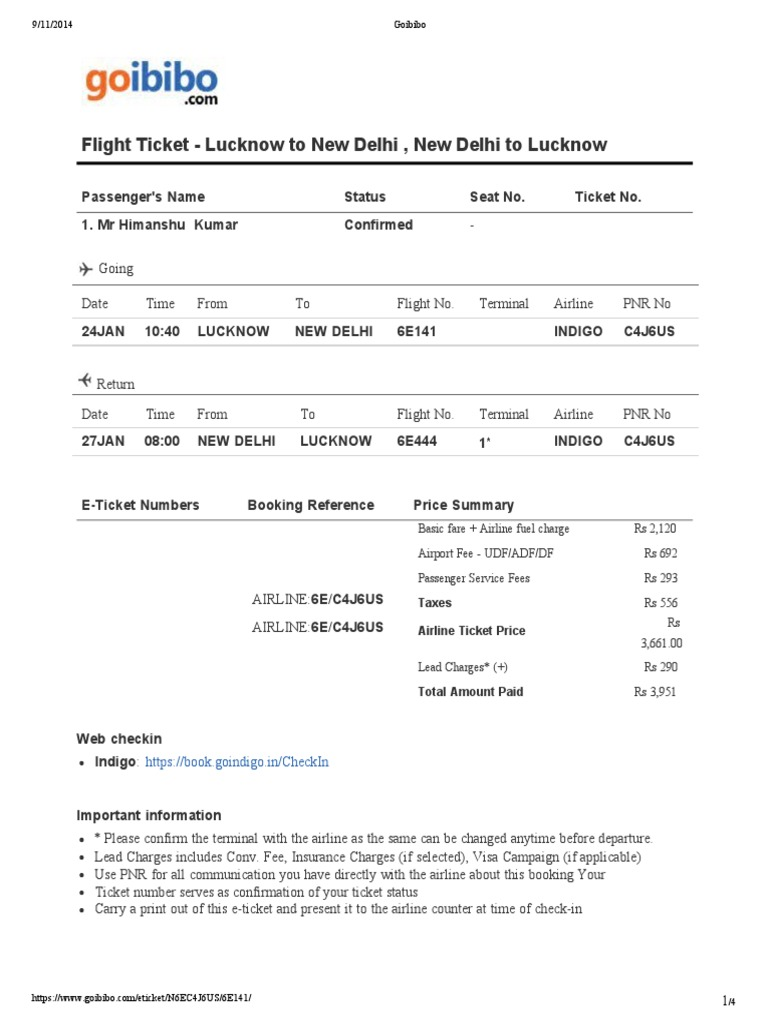 9/11/2014 Goibibo
goibibo
.com
Flight Ticket - Lucknow to New Delhi , New Delhi to Lucknow
Passenger's Name Status Seat No. Ticket No.
1. Mr Himanshu Kumar Confirmed -
Going
Date Time From To Flight No. Terminal Airline PNR No
24JAN 10:40 LUCKNOW NEW DELHI 6E141 INDIGO C4J6US
Return
Date Time From To Flight No. Terminal Airline PNR No
27JAN 08:00 NEW DELHI LUCKNOW 6E444 1* INDIGO C4J6US
E-Ticket Numbers Booking Reference Price Summary
Basic fare + Airline fuel charge Rs 2,120
Airport Fee - UDF/ADF/DF Rs 692
Passenger Service Fees Rs 293
AIRLINE:6E/C4J6US Taxes Rs 556
AIRLINE:6E/C4J6US Airline Ticket Price Rs
3,661.00
Lead Charges* (+) Rs 290
Total Amount Paid Rs 3,951
Web checkin
• Indigo: https://book.goindigo.in/CheckIn
Important information
• * Please confirm the terminal with the airline as the same can be changed anytime before departure.
• Lead Charges includes Conv. Fee, Insurance Charges (if selected), Visa Campaign (if applicable)
• Use PNR for all communication you have directly with the airline about this booking Your
• Ticket number serves as confirmation of your ticket status
• Carry a print out of this e-ticket and present it to the airline counter at time of check-in
https://www.goibibo.com/eticket/N6EC4J6US/6E141/ 1/4